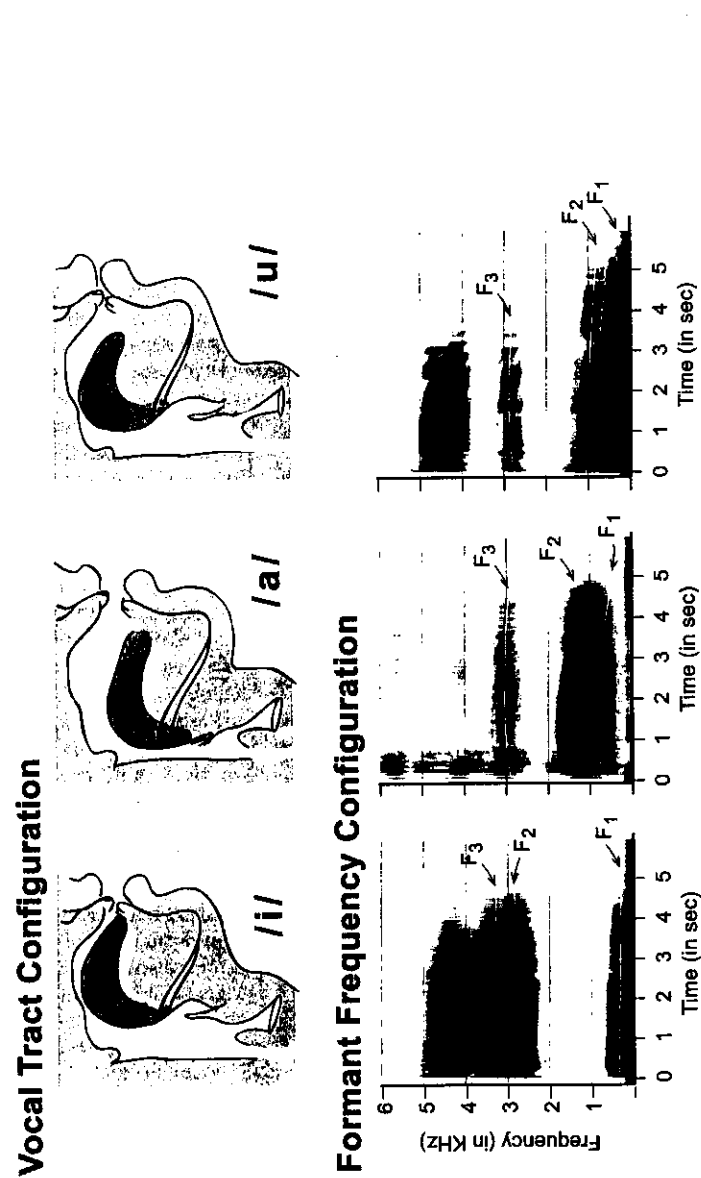 Vocal Tract Configuration
/i/
/a/
/u/
Formant Frequency Configuration
Frequency (in KHz)
6
5
4
3
2
1
F3
F2
F1
0 1 2 3 4 5
Time (in sec)
F3
F2
F1
0 1 2 3 4 5
Time (in sec)
F3
F2
F1
0 1 2 3 4 5
Time (in sec)